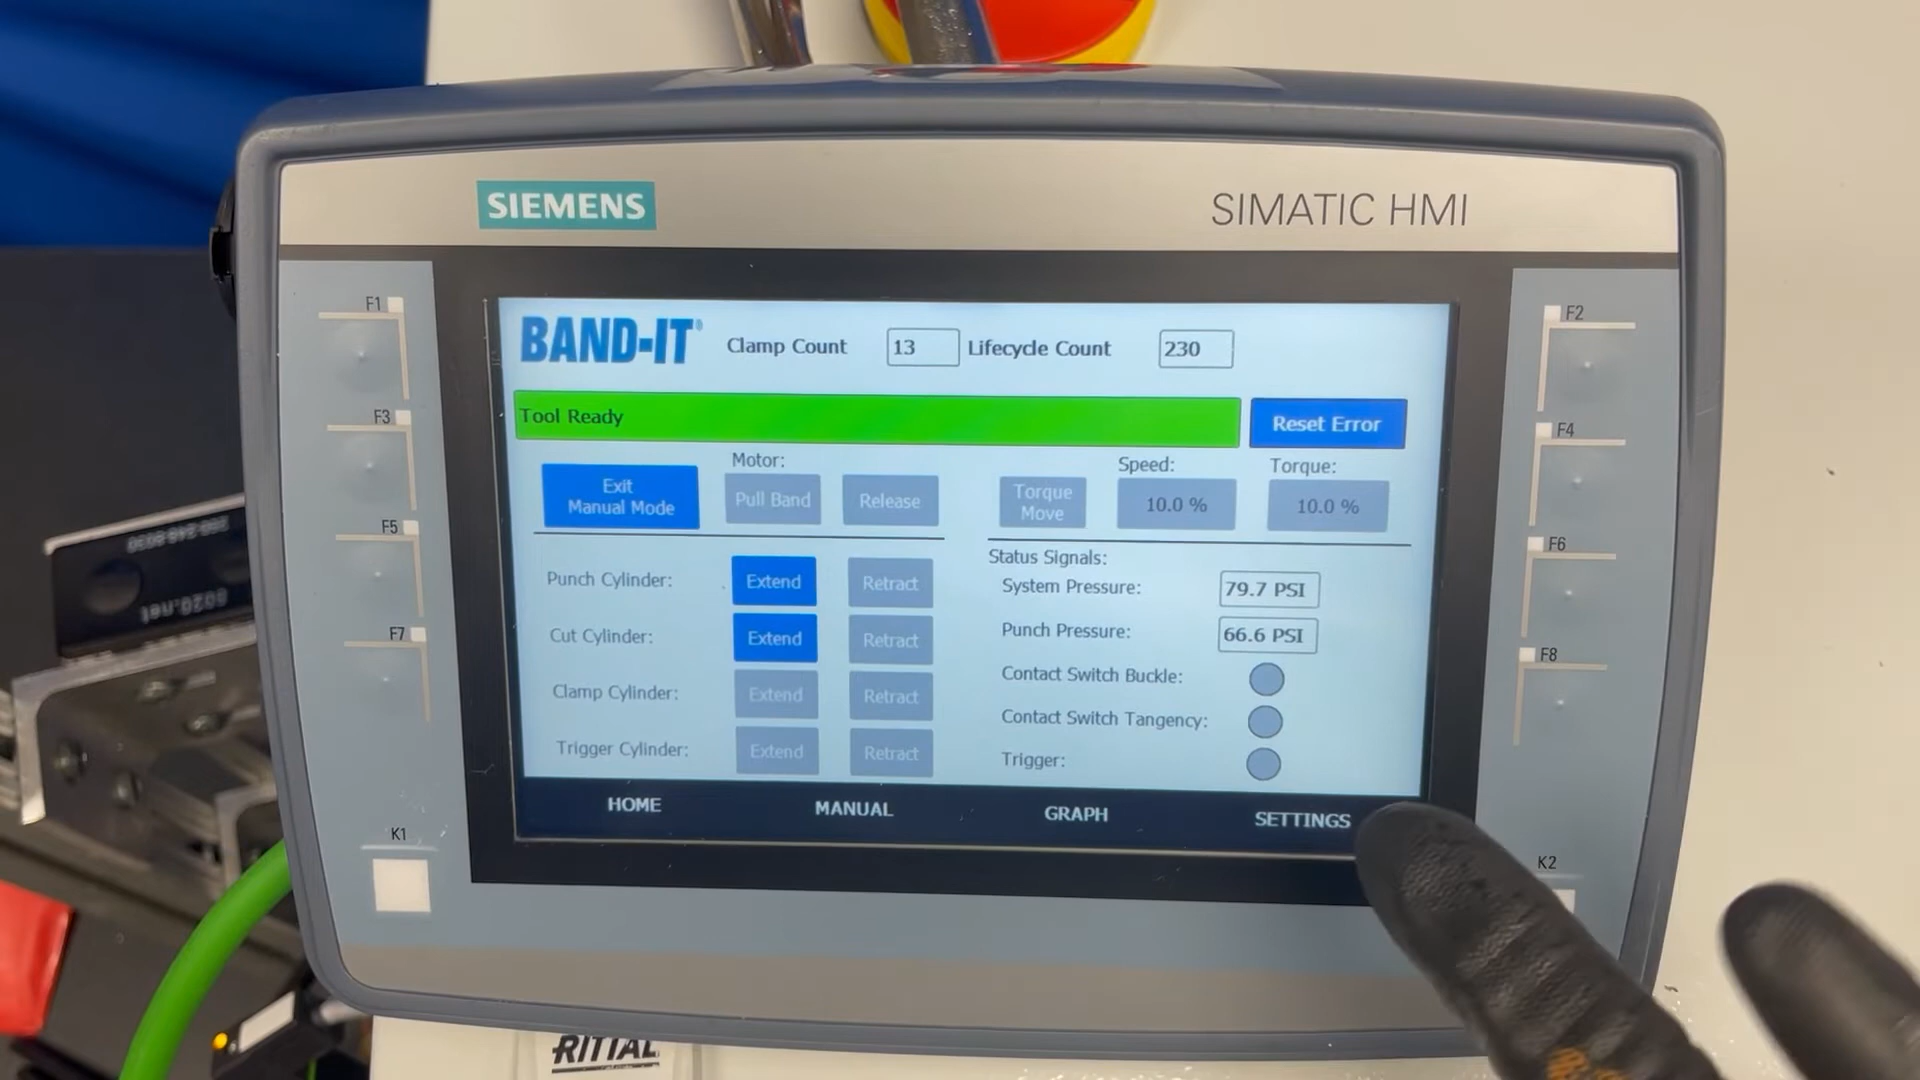 SIEMENS
SIMATIC HMI
F1
F2
F3
F4
F5
F6
F7
F8
K1
K2
BAND-IT®
Clamp Count 13 Lifecycle Count 230
Tool Ready
Reset Error
Exit
Manual Mode
Motor:
Pull Band
Release
Torque
Move
Speed:
10.0 %
Torque:
10.0 %
Punch Cylinder: Extend Retract
Cut Cylinder: Extend Retract
Clamp Cylinder: Extend Retract
Trigger Cylinder: Extend Retract
Status Signals:
System Pressure: 79.7 PSI
Punch Pressure: 66.6 PSI
Contact Switch Buckle:
Contact Switch Tangency:
Trigger:
HOME MANUAL GRAPH SETTINGS
8020.net
RITTAL